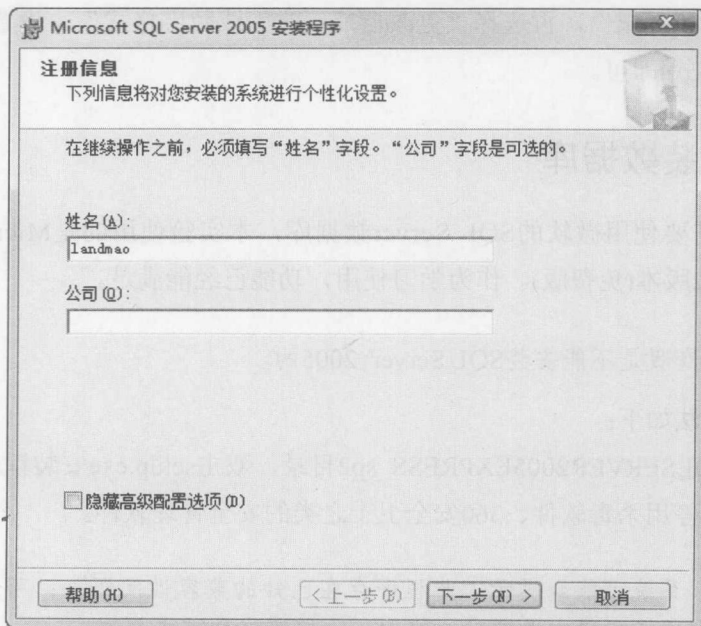 Microsoft SQL Server 2005 安装程序
注册信息
下列信息将对您安装的系统进行个性化设置。
在继续操作之前，必须填写“姓名”字段。“公司”字段是可选的。
姓名(A):
landmao
公司(O):
隐藏高级配置选项(D)
帮助(H)
< 上一步(B)
下一步(N) >
取消